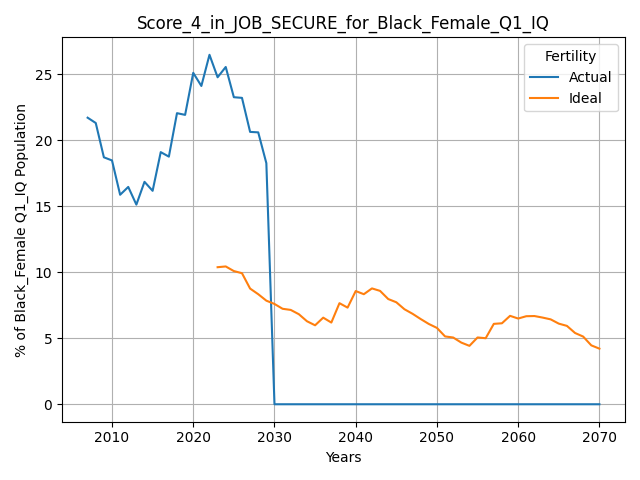 Score_4_in_JOB_SECURE_for_Black_Female_Q1_IQ
Fertility
Actual
Ideal
% of Black_Female Q1_IQ Population
25
20
15
10
5
0
2010 2020 2030 2040 2050 2060 2070
Years